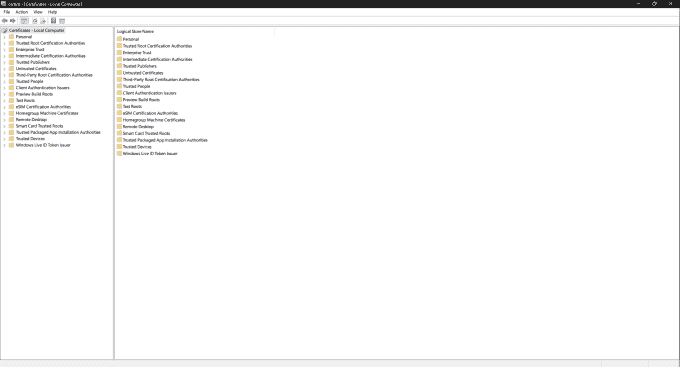 certlm - [Certificates - Local Computer]
File Action View Help
Certificates - Local Computer
Personal
Trusted Root Certification Authorities
Enterprise Trust
Intermediate Certification Authorities
Trusted Publishers
Untrusted Certificates
Third-Party Root Certification Authorities
Trusted People
Client Authentication Issuers
Preview Build Roots
Test Roots
eSIM Certification Authorities
Homegroup Machine Certificates
Remote Desktop
Smart Card Trusted Roots
Trusted Packaged App Installation Authorities
Trusted Devices
Windows Live ID Token Issuer
Logical Store Name
Personal
Trusted Root Certification Authorities
Enterprise Trust
Intermediate Certification Authorities
Trusted Publishers
Untrusted Certificates
Third-Party Root Certification Authorities
Trusted People
Client Authentication Issuers
Preview Build Roots
Test Roots
eSIM Certification Authorities
Homegroup Machine Certificates
Remote Desktop
Smart Card Trusted Roots
Trusted Packaged App Installation Authorities
Trusted Devices
Windows Live ID Token Issuer